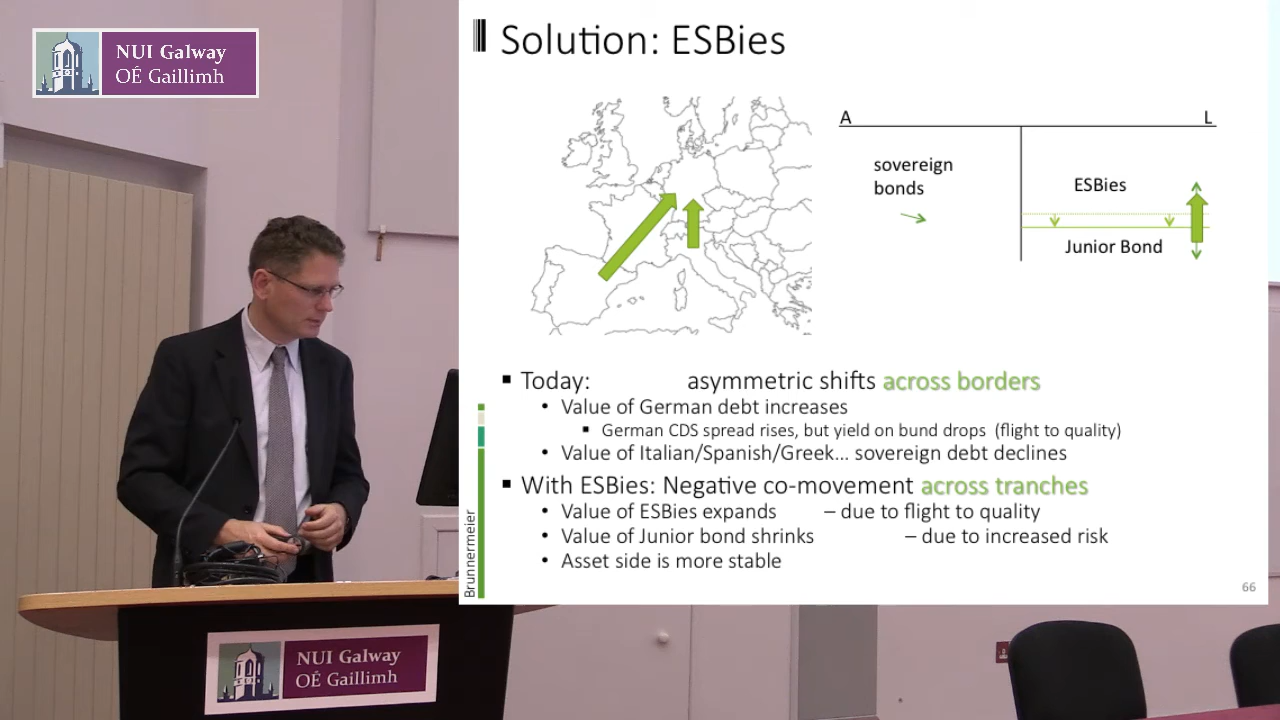 NUI Galway
OÉ Gaillimh
Solution: ESBies
A L
sovereign
bonds
ESBies
Junior Bond
▪ Today: asymmetric shifts across borders
• Value of German debt increases
▪ German CDS spread rises, but yield on bund drops (flight to quality)
• Value of Italian/Spanish/Greek... sovereign debt declines
▪ With ESBies: Negative co-movement across tranches
• Value of ESBies expands – due to flight to quality
• Value of Junior bond shrinks – due to increased risk
• Asset side is more stable
Brunnermeier
66
NUI Galway
OÉ Gaillimh